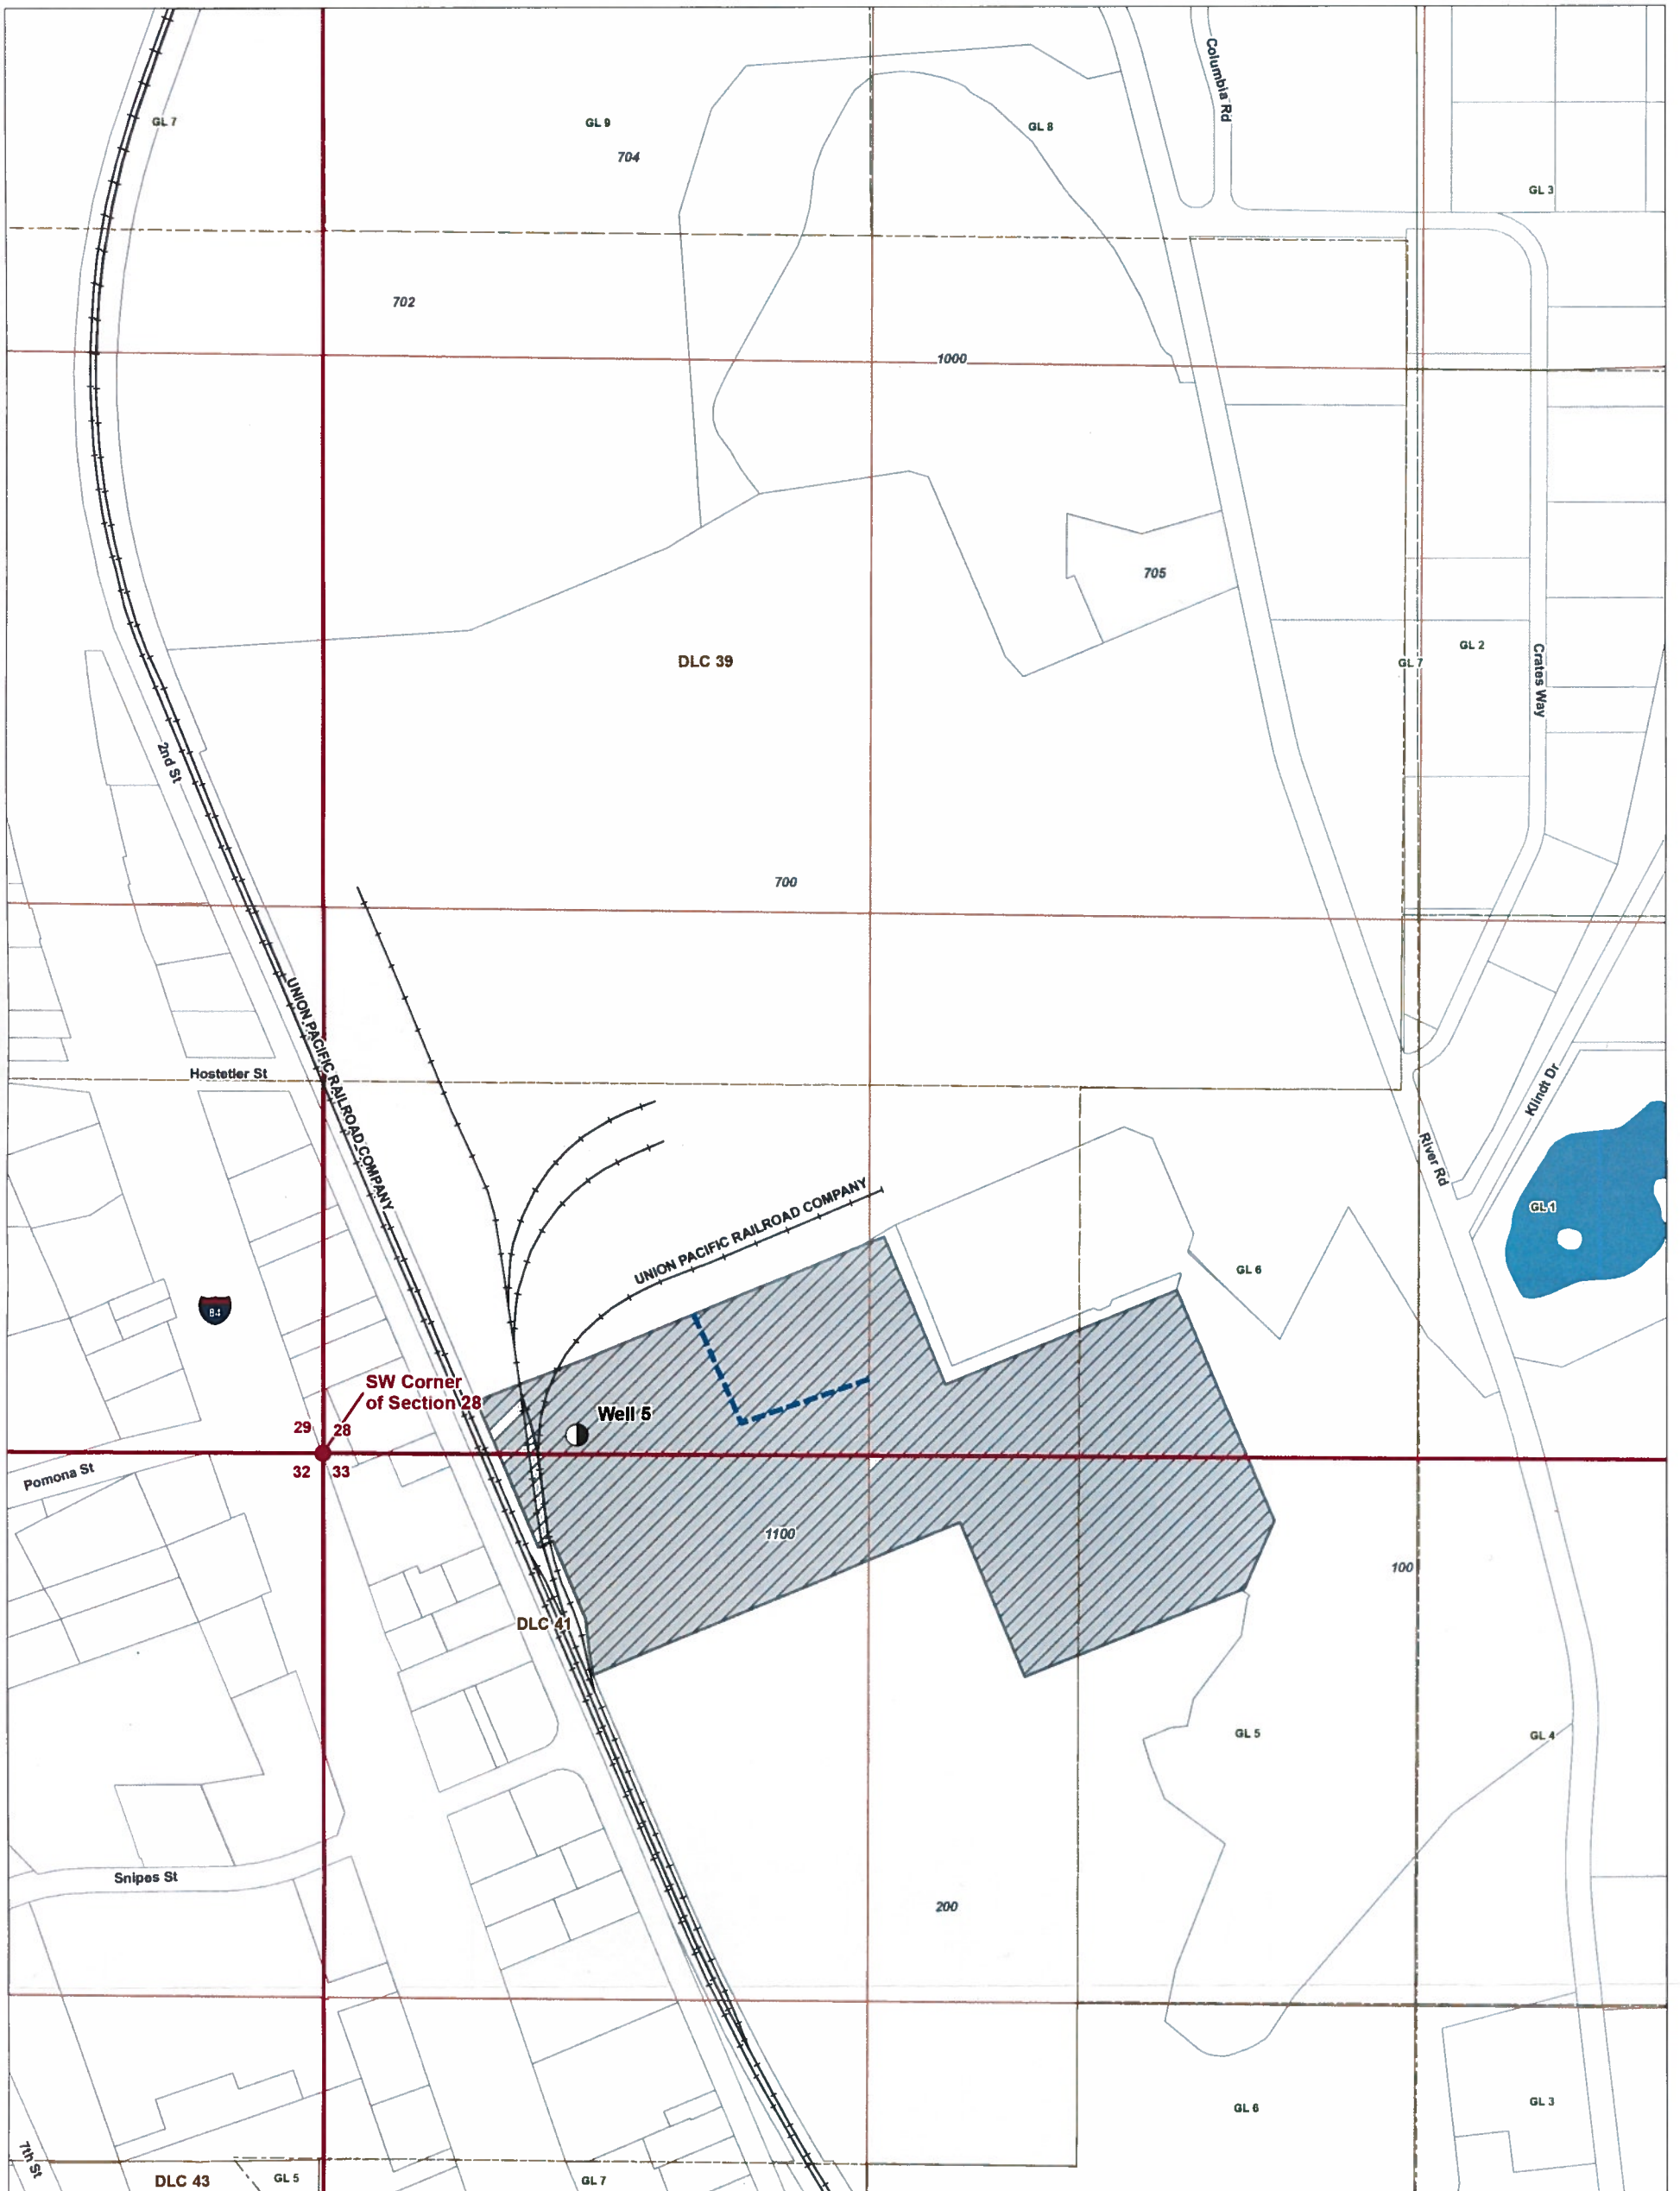 Columbia Rd
GL 7
GL 9
GL 8
704
GL 3
702
1000
705
GL 2
DLC 39
GL 7
Crates Way
2nd St
700
UNION PACIFIC RAILROAD COMPANY
Hostetler St
Klindt Dr
River Rd
UNION PACIFIC RAILROAD COMPANY
GL 1
GL 6
84
SW Corner
of Section 28
Well 5
29
28
32
33
Pomona St
1100
100
DLC 41
GL 5
GL 4
Snipes St
200
GL 6
GL 3
7th St
DLC 43
GL 5
GL 7